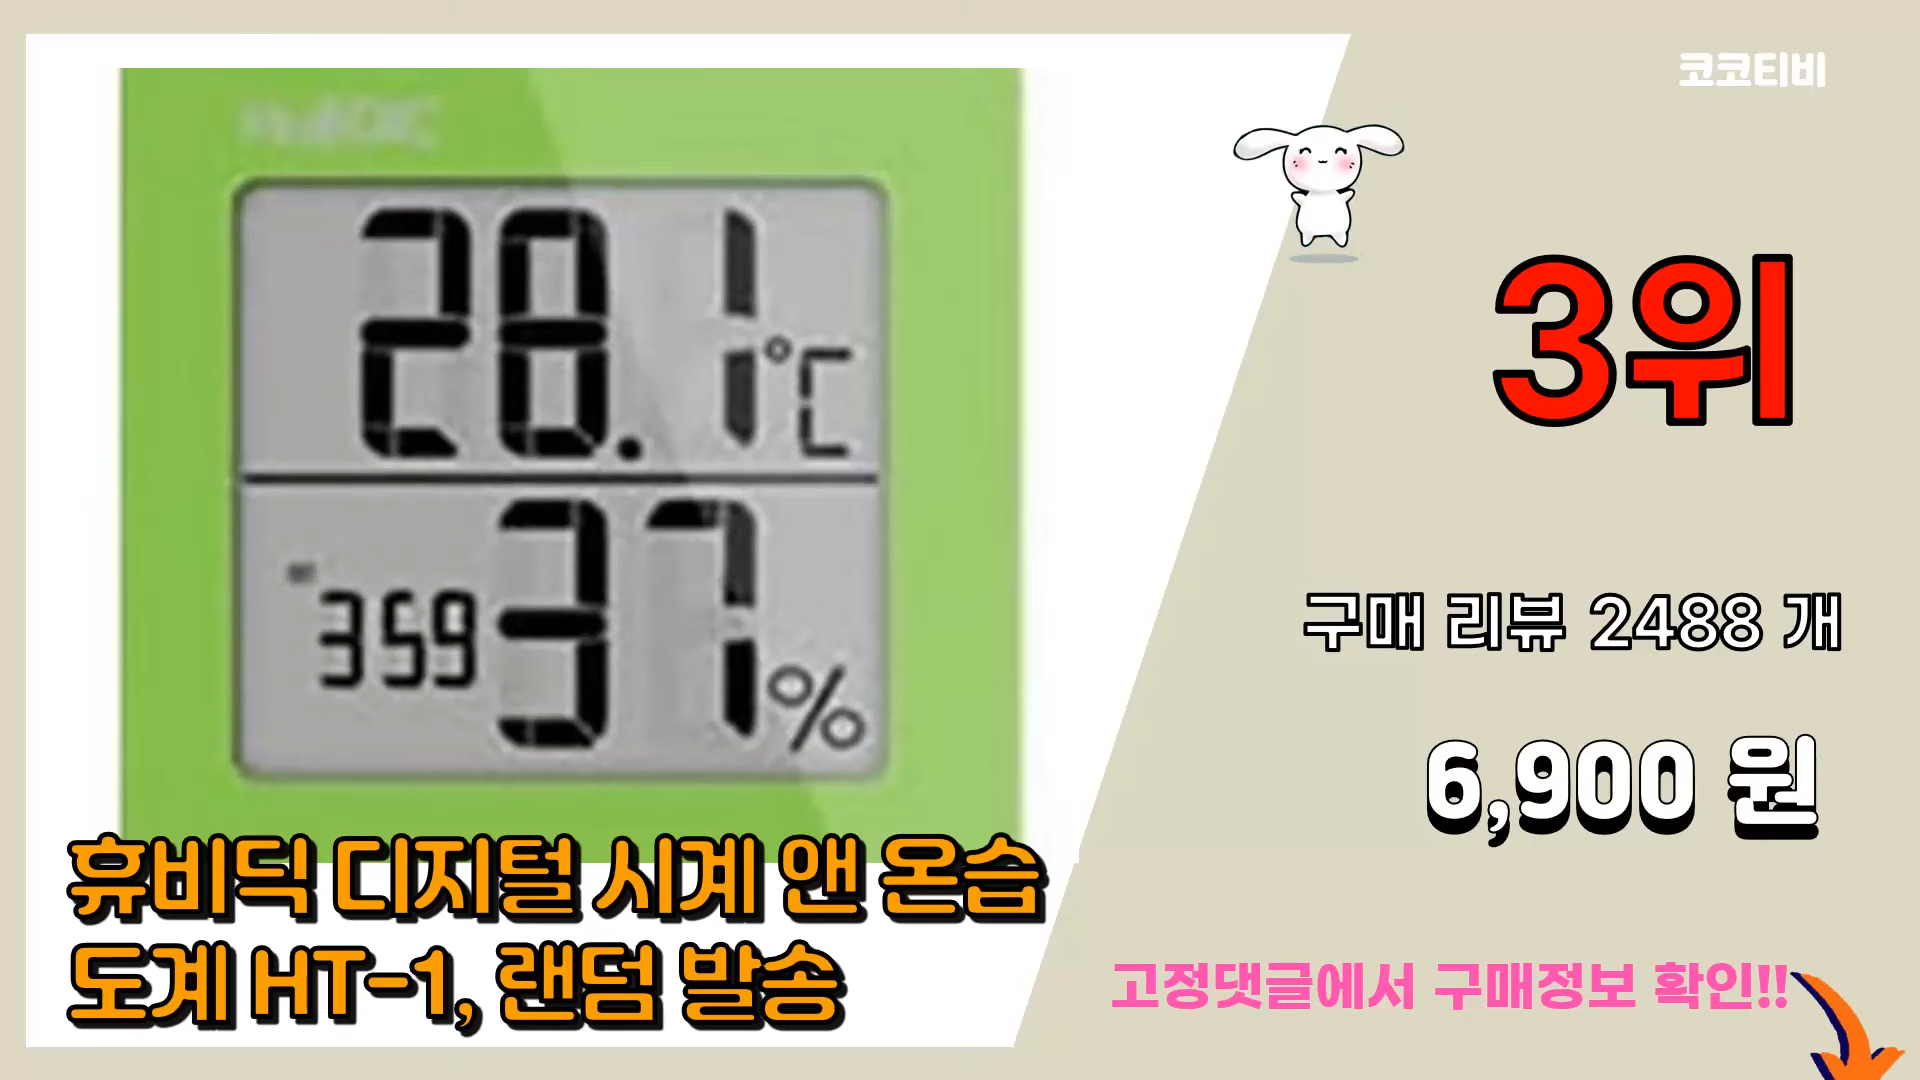 코코티비
28.1°C
359 37%
3위
구매 리뷰 2488 개
6,900 원
휴비딕 디지털 시계 앤 온습
도계 HT-1, 랜덤 발송
고정댓글에서 구매정보 확인!!